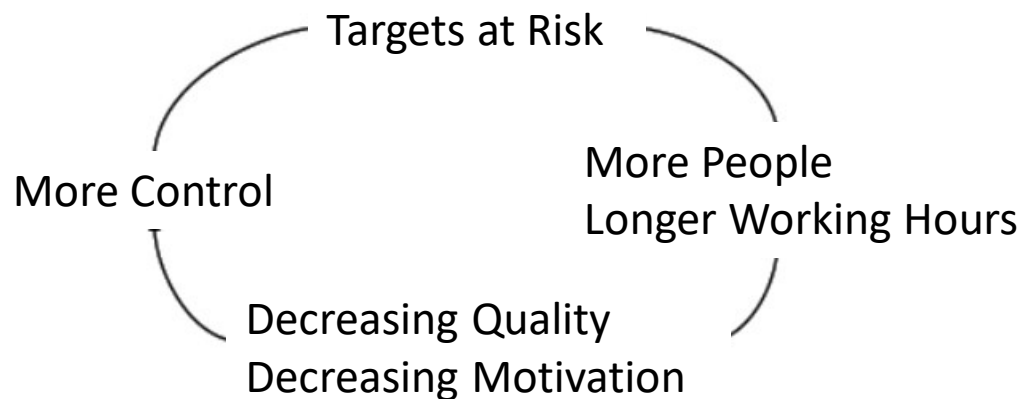 Targets at Risk
More People
Longer Working Hours
More Control
Decreasing Quality
Decreasing Motivation